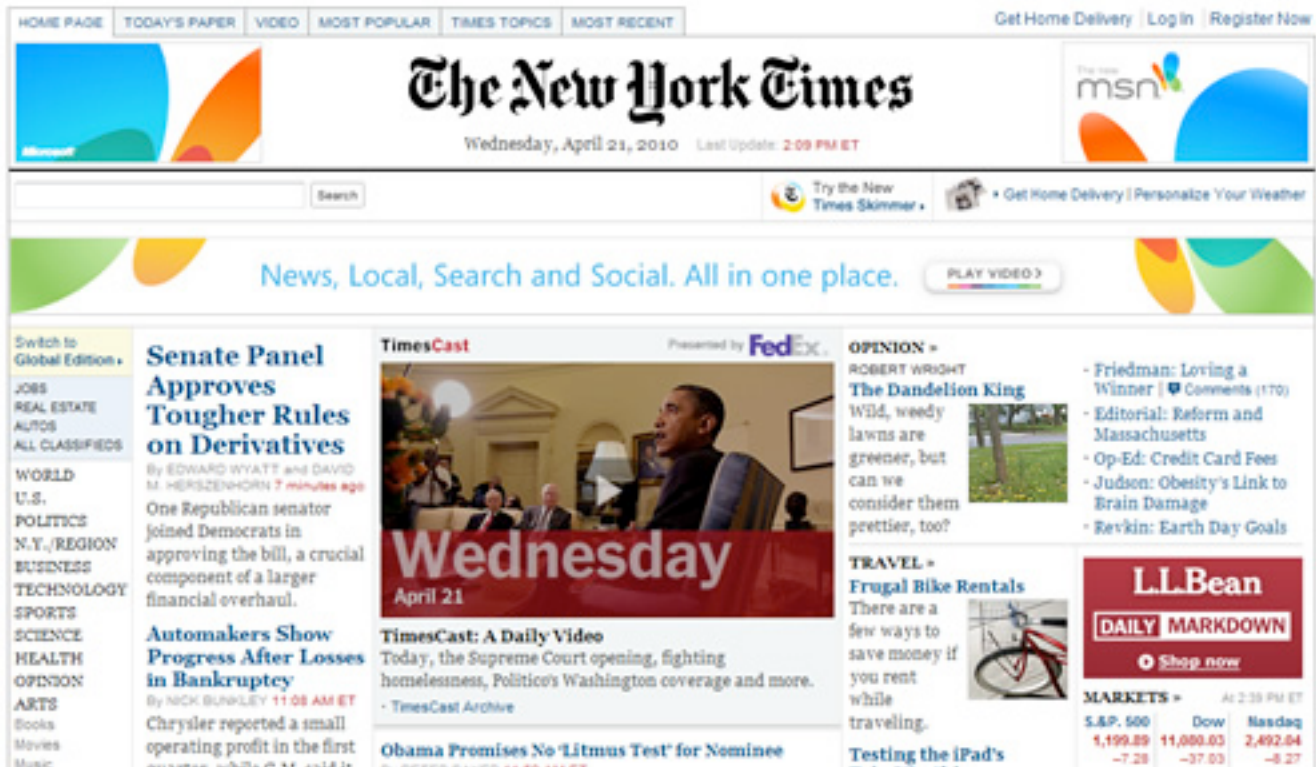 HOME PAGE
TODAY'S PAPER
VIDEO
MOST POPULAR
TIMES TOPICS
MOST RECENT
Get Home Delivery
Log In
Register Now
Microsoft
The New York Times
Wednesday, April 21, 2010 Last Update: 2:09 PM ET
The new
msn
Search
Try the New
Times Skimmer
Get Home Delivery | Personalize Your Weather
News, Local, Search and Social. All in one place.
PLAY VIDEO
Switch to
Global Edition
JOBS
REAL ESTATE
AUTOS
ALL CLASSIFIEDS
WORLD
U.S.
POLITICS
N.Y./REGION
BUSINESS
TECHNOLOGY
SPORTS
SCIENCE
HEALTH
OPINION
ARTS
Books
Movies
Music
Senate Panel
Approves
Tougher Rules
on Derivatives
By EDWARD WYATT and DAVID
M. HERSZENHORN 7 minutes ago
One Republican senator
joined Democrats in
approving the bill, a crucial
component of a larger
financial overhaul.
Automakers Show
Progress After Losses
in Bankruptcy
By NICK BUNKLEY 11:08 AM ET
Chrysler reported a small
operating profit in the first
quarter, while G.M. said it
TimesCast
Presented by FedEx
Wednesday
April 21
TimesCast: A Daily Video
Today, the Supreme Court opening, fighting
homelessness, Politico's Washington coverage and more.
TimesCast Archive
Obama Promises No 'Litmus Test' for Nominee
OPINION »
ROBERT WRIGHT
The Dandelion King
Wild, weedy
lawns are
greener, but
can we
consider them
prettier, too?
TRAVEL »
Frugal Bike Rentals
There are a
few ways to
save money if
you rent
while
traveling.
Testing the iPad's
Friedman: Loving a
Winner | Comments (170)
Editorial: Reform and
Massachusetts
Op-Ed: Credit Card Fees
Judson: Obesity's Link to
Brain Damage
Revkin: Earth Day Goals
L.L.Bean
DAILY MARKDOWN
Shop now
MARKETS » At 2:39 PM ET
S.&P. 500 Dow Nasdaq
1,199.89 11,080.03 2,492.04
-7.28 -37.03 -8.27